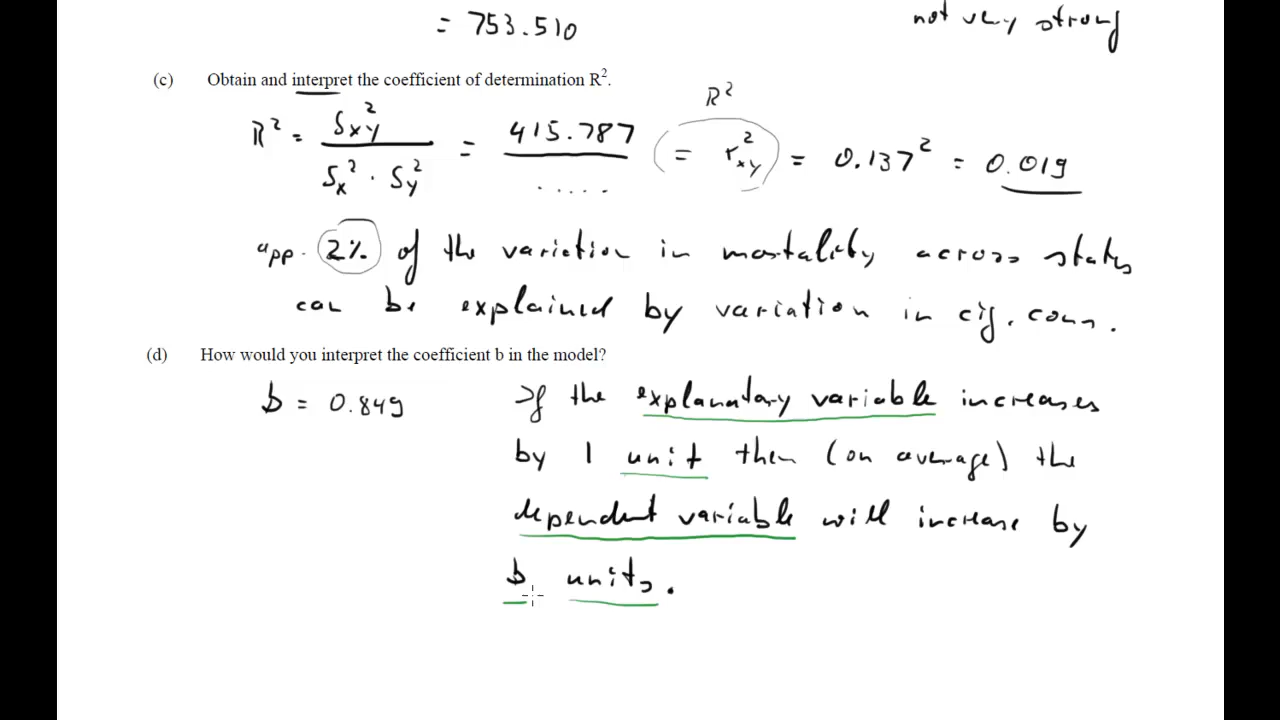 = 753.510 not very strong
(c) Obtain and interpret the coefficient of determination R².
R²
R² = Sxy² / (Sx² · Sy²) = 415.787 / ..... (= rxy²) = 0.137² = 0.019
app. 2% of the variation in mortality across states
can be explained by variation in cig. cons.
(d) How would you interpret the coefficient b in the model?
b = 0.849 If the explanatory variable increases
by 1 unit then (on average) the
dependent variable will increase by
b units.